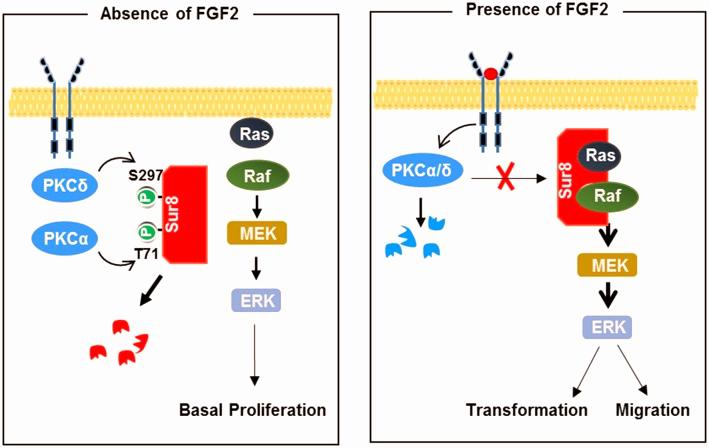 Absence of FGF2
Ras
PKCδ
S297
Raf
P
Sur8
PKCα
P
MEK
T71
ERK
Basal Proliferation
Presence of FGF2
PKCα/δ
Ras
Sur8
Raf
MEK
ERK
Transformation
Migration